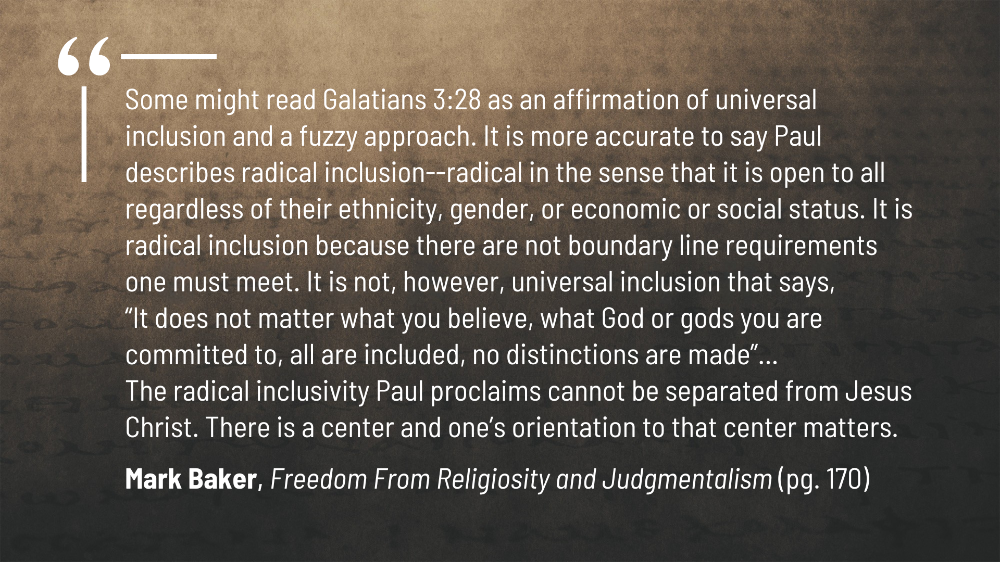 “
Some might read Galatians 3:28 as an affirmation of universal
inclusion and a fuzzy approach. It is more accurate to say Paul
describes radical inclusion--radical in the sense that it is open to all
regardless of their ethnicity, gender, or economic or social status. It is
radical inclusion because there are not boundary line requirements
one must meet. It is not, however, universal inclusion that says,
“It does not matter what you believe, what God or gods you are
committed to, all are included, no distinctions are made”...
The radical inclusivity Paul proclaims cannot be separated from Jesus
Christ. There is a center and one’s orientation to that center matters.
Mark Baker, Freedom From Religiosity and Judgmentalism (pg. 170)